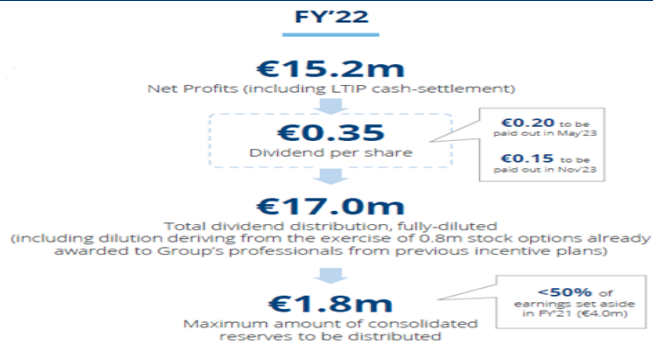 FY'22
€15.2m
Net Profits (including LTIP cash-settlement)
€0.35
Dividend per share
€0.20 to be
paid out in May'23
€0.15 to be
paid out in Nov'23
€17.0m
Total dividend distribution, fully-diluted
(including dilution deriving from the exercise of 0.8m stock options already
awarded to Group's professionals from previous incentive plans)
€1.8m
Maximum amount of consolidated
reserves to be distributed
<50% of
earnings set aside
in FY'21 (€4.0m)